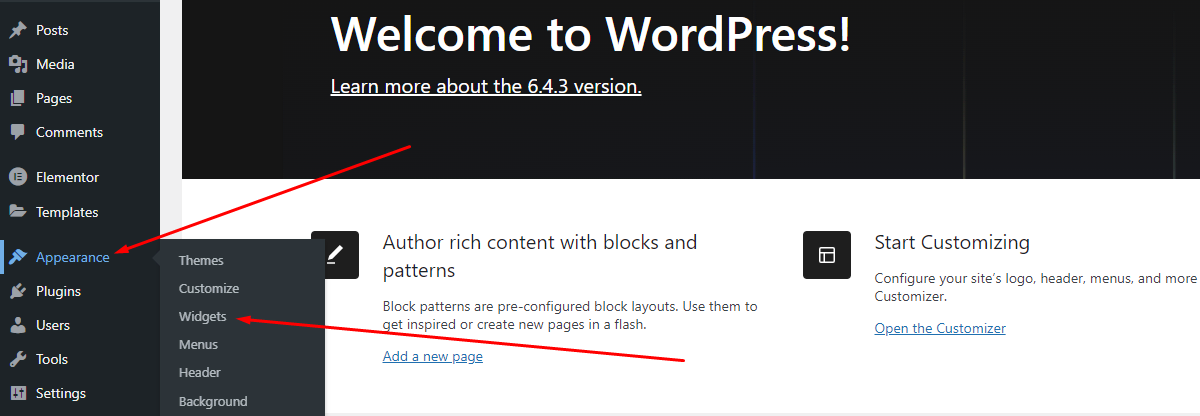 Posts
Media
Pages
Comments
Elementor
Templates
Appearance
Plugins
Users
Tools
Settings
Themes
Customize
Widgets
Menus
Header
Background
Welcome to WordPress!
Learn more about the 6.4.3 version.
Author rich content with blocks and
patterns
Block patterns are pre-configured block layouts. Use them to
get inspired or create new pages in a flash.
Add a new page
Start Customizing
Configure your site’s logo, header, menus, and more
Customizer.
Open the Customizer